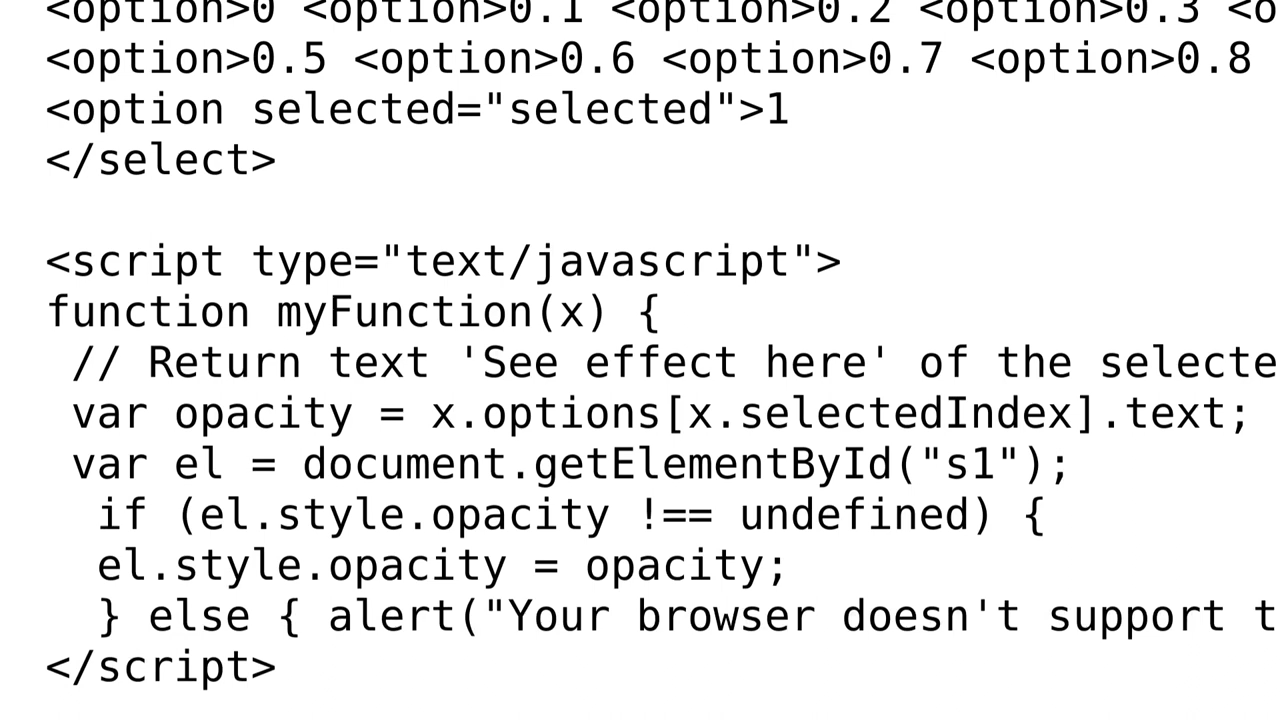 <option>0 <option>0.1 <option>0.2 <option>0.3 <o
<option>0.5 <option>0.6 <option>0.7 <option>0.8
<option selected="selected">1
</select>
<script type="text/javascript">
function myFunction(x) {
// Return text 'See effect here' of the selecte
var opacity = x.options[x.selectedIndex].text;
var el = document.getElementById("s1");
if (el.style.opacity !== undefined) {
el.style.opacity = opacity;
} else { alert("Your browser doesn't support t
</script>